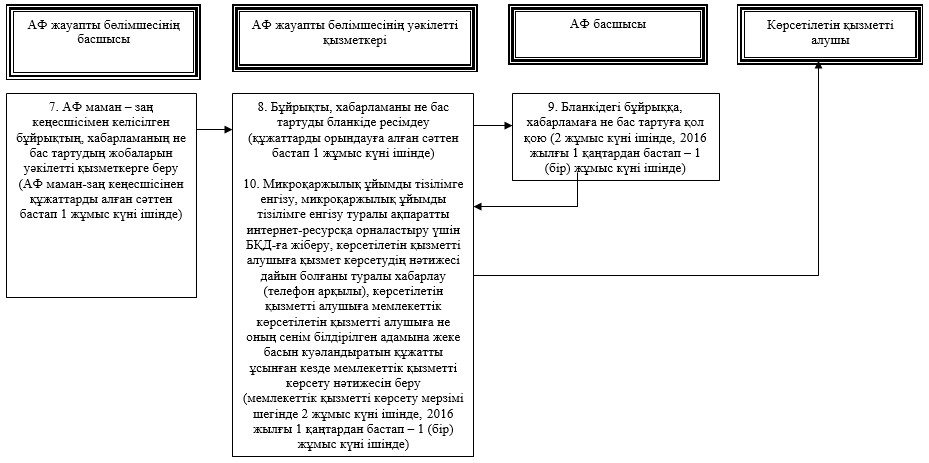 АФ жауапты бөлімшесінің
басшысы
АФ жауапты бөлімшесінің уәкілетті
қызметкері
АФ басшысы
Көрсетілетін қызметті
алушы
7. АФ маман – заң
кеңесшісімен келісілген
бұйрықтың, хабарламаның не
бас тартудың жобаларын
уәкілетті қызметкерге беру
(АФ маман-заң кеңесшісінен
құжаттарды алған сәттен
бастап 1 жұмыс күні ішінде)
8. Бұйрықты, хабарламаны не бас
тартуды бланкіде ресімдеу
(құжаттарды орындауға алған сәттен
бастап 1 жұмыс күні ішінде)
10. Микроқаржылық ұйымды тізілімге
енгізу, микроқаржылық ұйымды
тізілімге енгізу туралы ақпаратты
интернет-ресурсқа орналастыру үшін
БҚД-ға жіберу, көрсетілетін қызметті
алушыға қызмет көрсетудің нәтижесі
дайын болғаны туралы хабарлау
(телефон арқылы), көрсетілетін
қызметті алушыға мемлекеттік
көрсетілетін қызметті алушыға не
оның сенім білдірілген адамына жеке
басын куәландыратын құжатты
ұсынған кезде мемлекеттік қызметті
көрсету нәтижесін беру
(мемлекеттік қызметті көрсету мерзімі
шегінде 2 жұмыс күні ішінде, 2016
жылғы 1 қаңтардан бастап – 1 (бір)
жұмыс күні ішінде)
9. Бланкідегі бұйрыққа,
хабарламаға не бас тартуға қол
қою (2 жұмыс күні ішінде, 2016
жылғы 1 қаңтардан бастап – 1
(бір) жұмыс күні ішінде)